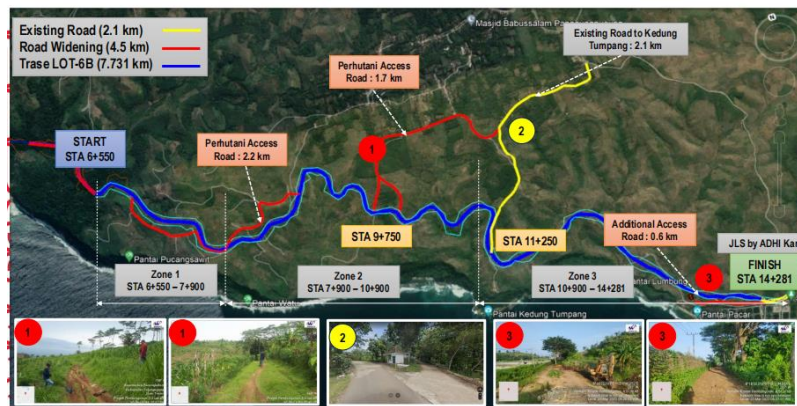 Existing Road (2.1 km)
Road Widening (4.5 km)
Trase LOT-6B (7.731 km)
Masjid Babussalam
Existing Road to Kedung
Tumpang : 2.1 km
Perhutani Access
Road : 1.7 km
START
STA 6+550
Perhutani Access
Road : 2.2 km
1
2
STA 9+750
STA 11+250
Additional Access
Road : 0.6 km
JLS by ADHI Kar
FINISH
STA 14+281
3
Pantai Pucangsawit
Zone 1
STA 6+550 – 7+900
Zone 2
STA 7+900 – 10+900
Zone 3
STA 10+900 – 14+281
Pantai Lumbung
Pantai
Pantai Kedung Tumpang
Pantai Pacar
1
1
2
3
3